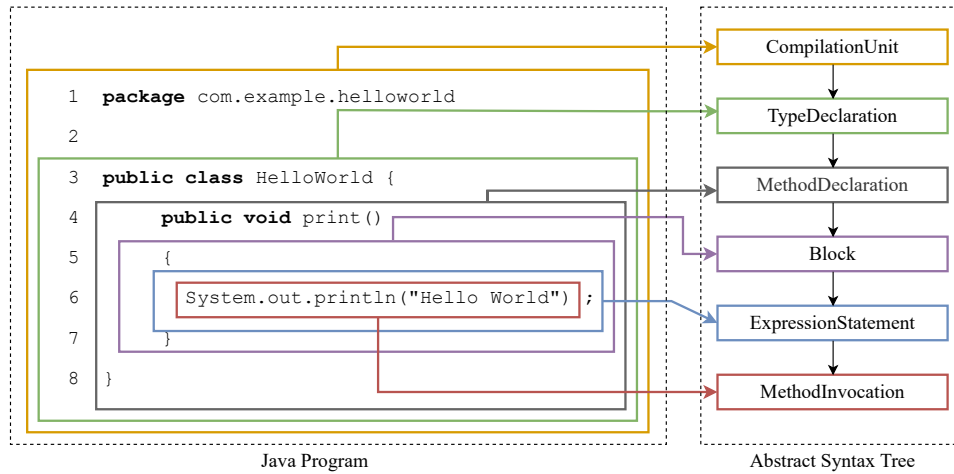 CompilationUnit
1 package com.example.helloworld
TypeDeclaration
2
3 public class HelloWorld {
MethodDeclaration
4 public void print()
5 {
Block
6 System.out.println("Hello World") ;
ExpressionStatement
7 }
8 }
MethodInvocation
Java Program
Abstract Syntax Tree